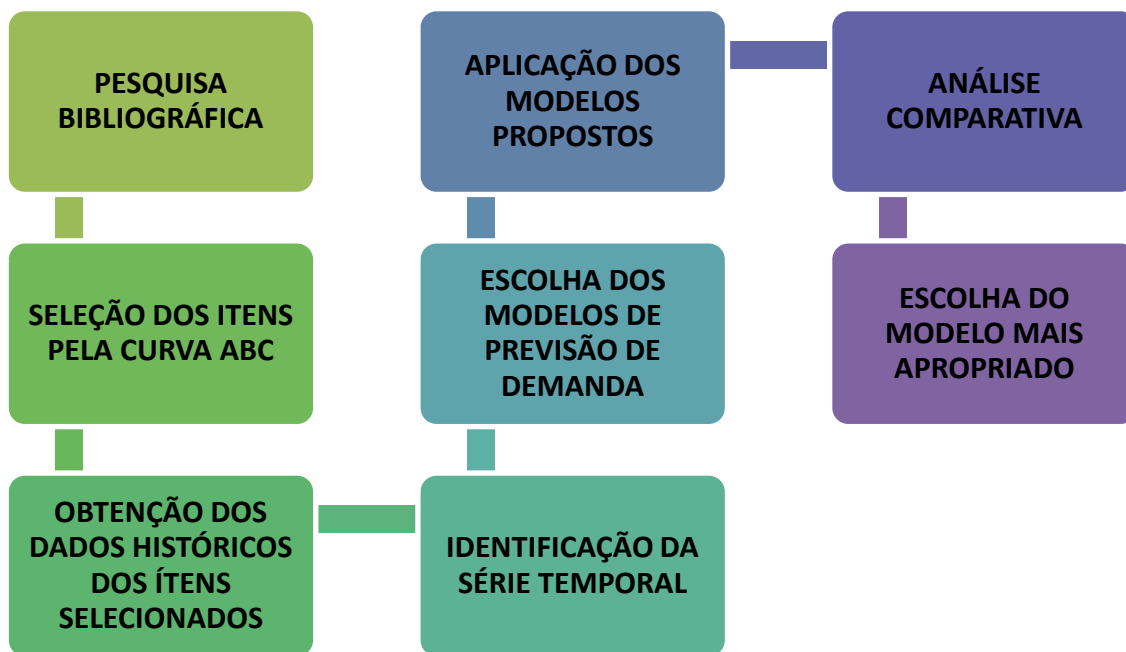 PESQUISA
BIBLIOGRÁFICA
SELEÇÃO DOS ITENS
PELA CURVA ABC
OBTENÇÃO DOS
DADOS HISTÓRICOS
DOS ÍTENS
SELECIONADOS
IDENTIFICAÇÃO DA
SÉRIE TEMPORAL
ESCOLHA DOS
MODELOS DE
PREVISÃO DE
DEMANDA
APLICAÇÃO DOS
MODELOS
PROPOSTOS
ANÁLISE
COMPARATIVA
ESCOLHA DO
MODELO MAIS
APROPRIADO